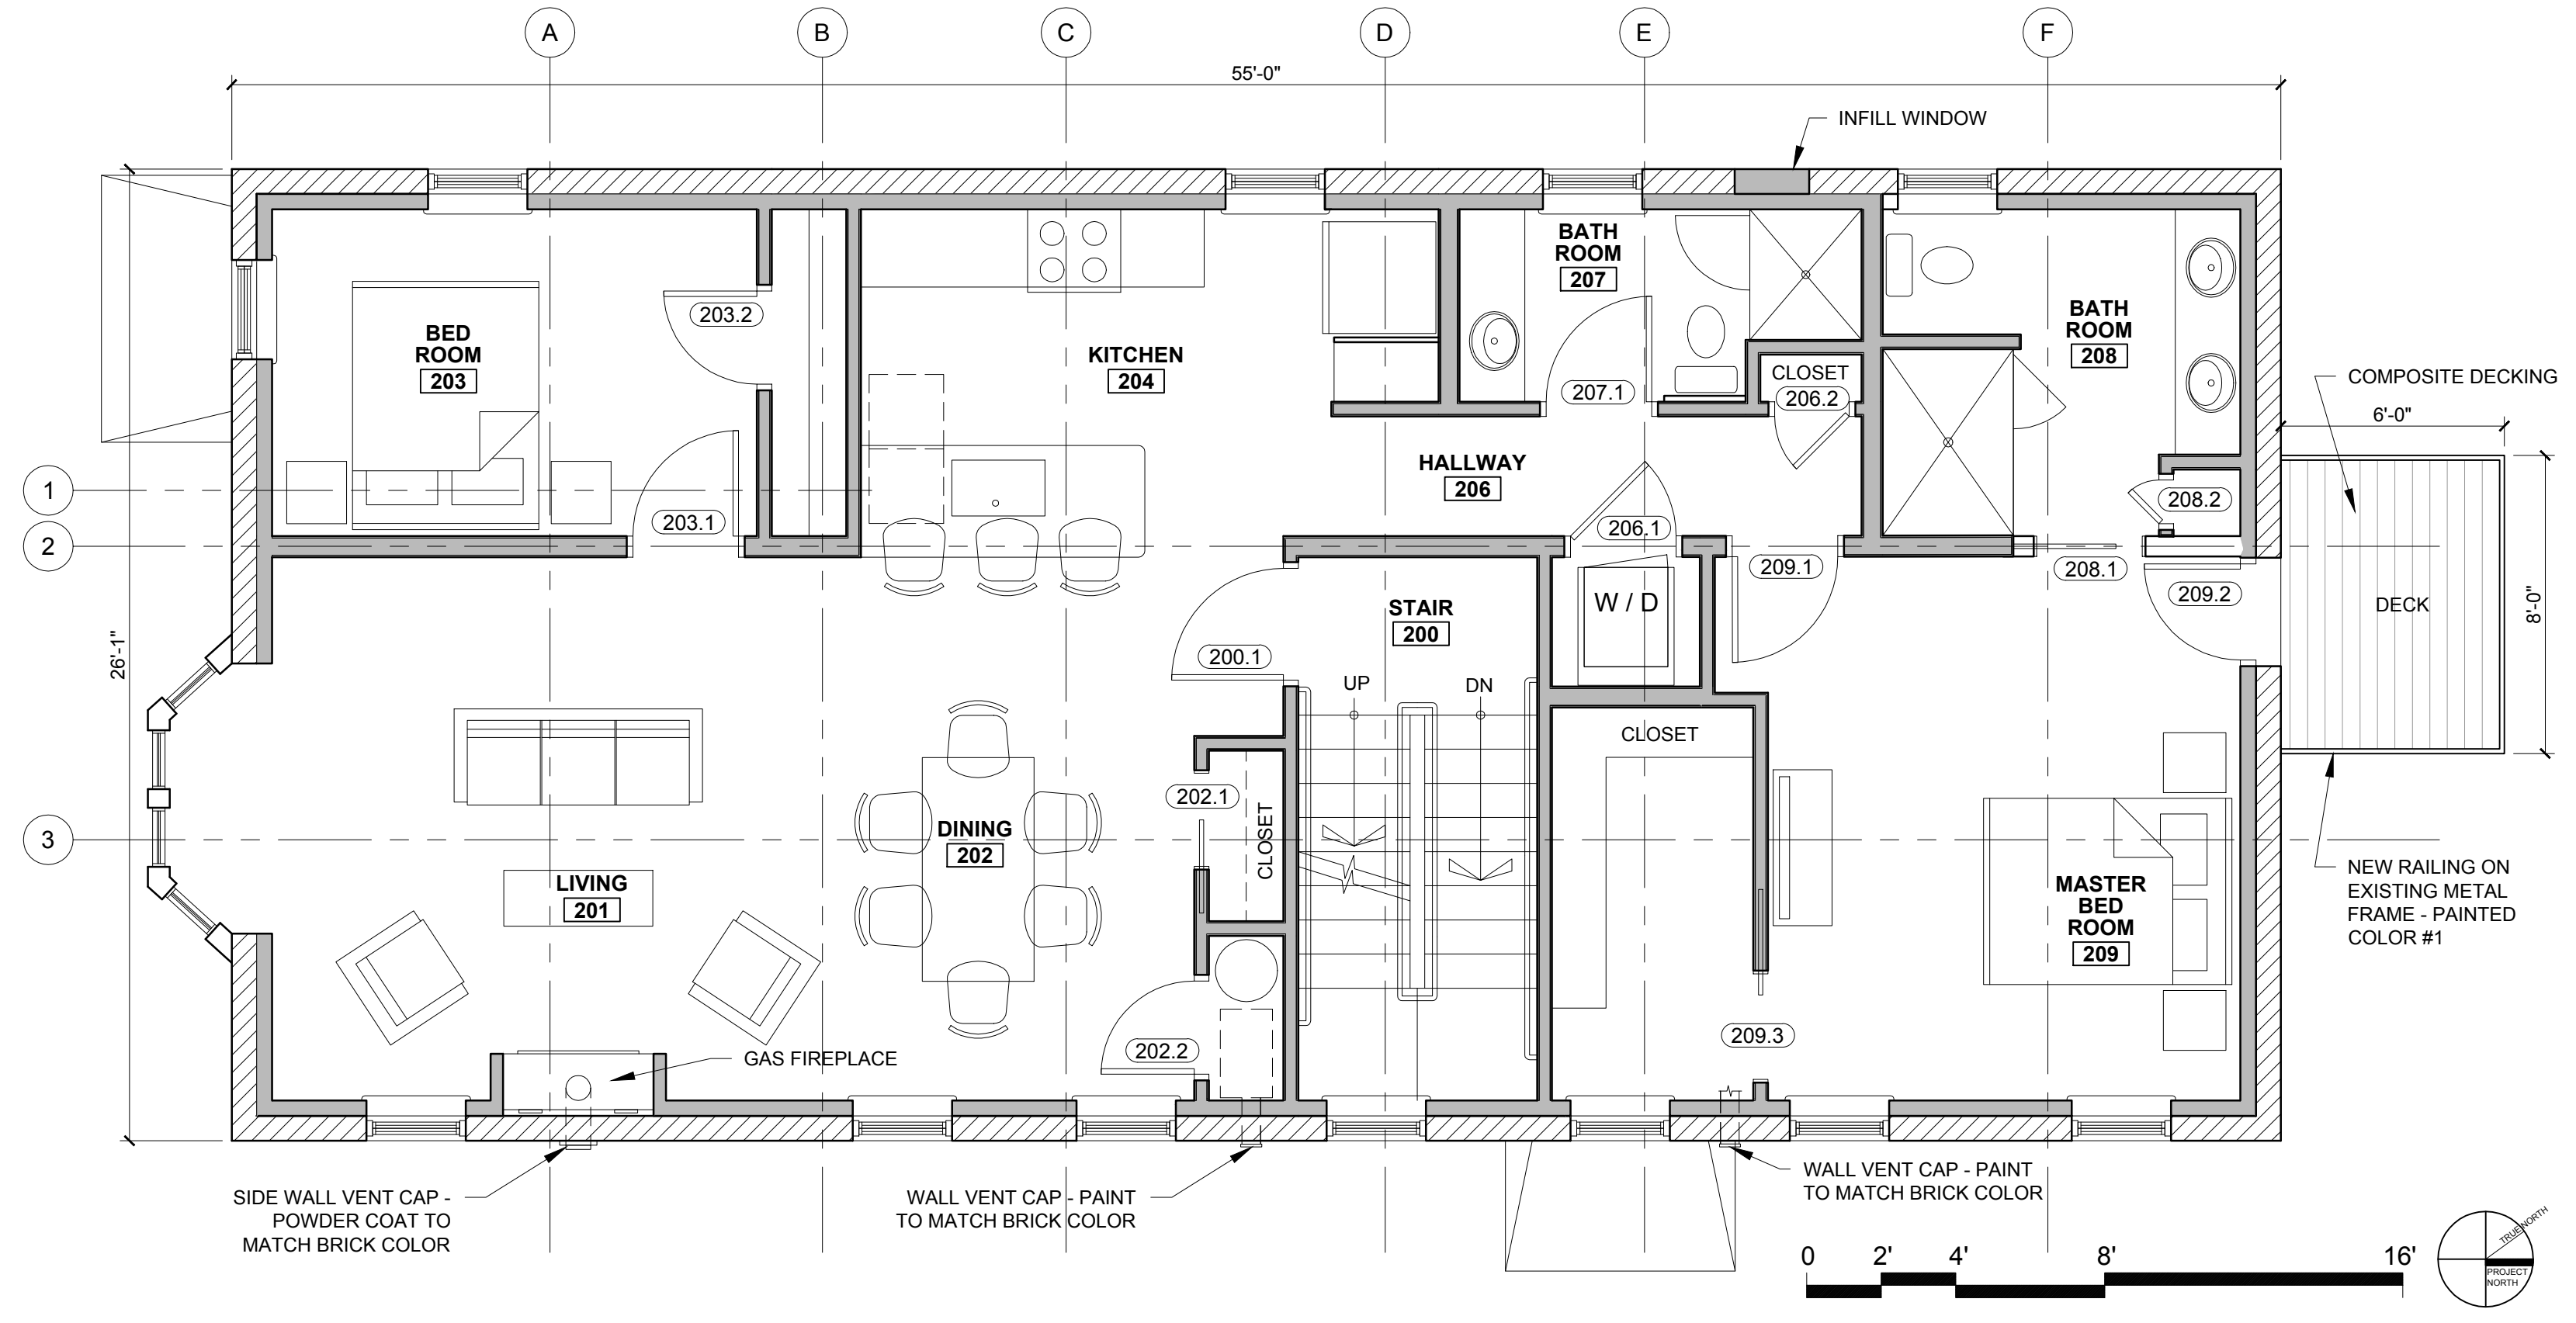 A
B
C
D
E
F
55'-0"
INFILL WINDOW
BED
ROOM
203
203.2
203.1
KITCHEN
204
BATH
ROOM
207
207.1
CLOSET
206.2
BATH
ROOM
208
208.2
208.1
COMPOSITE DECKING
6'-0"
1
2
3
26'-1"
HALLWAY
206
206.1
W / D
209.1
209.2
DECK
8'-0"
STAIR
200
200.1
UP
DN
CLOSET
202.1
CLOSET
DINING
202
LIVING
201
202.2
GAS FIREPLACE
209.3
MASTER
BED
ROOM
209
NEW RAILING ON
EXISTING METAL
FRAME - PAINTED
COLOR #1
SIDE WALL VENT CAP -
POWDER COAT TO
MATCH BRICK COLOR
WALL VENT CAP - PAINT
TO MATCH BRICK COLOR
WALL VENT CAP - PAINT
TO MATCH BRICK COLOR
0 2' 4' 8' 16'
TRUE NORTH
PROJECT
NORTH